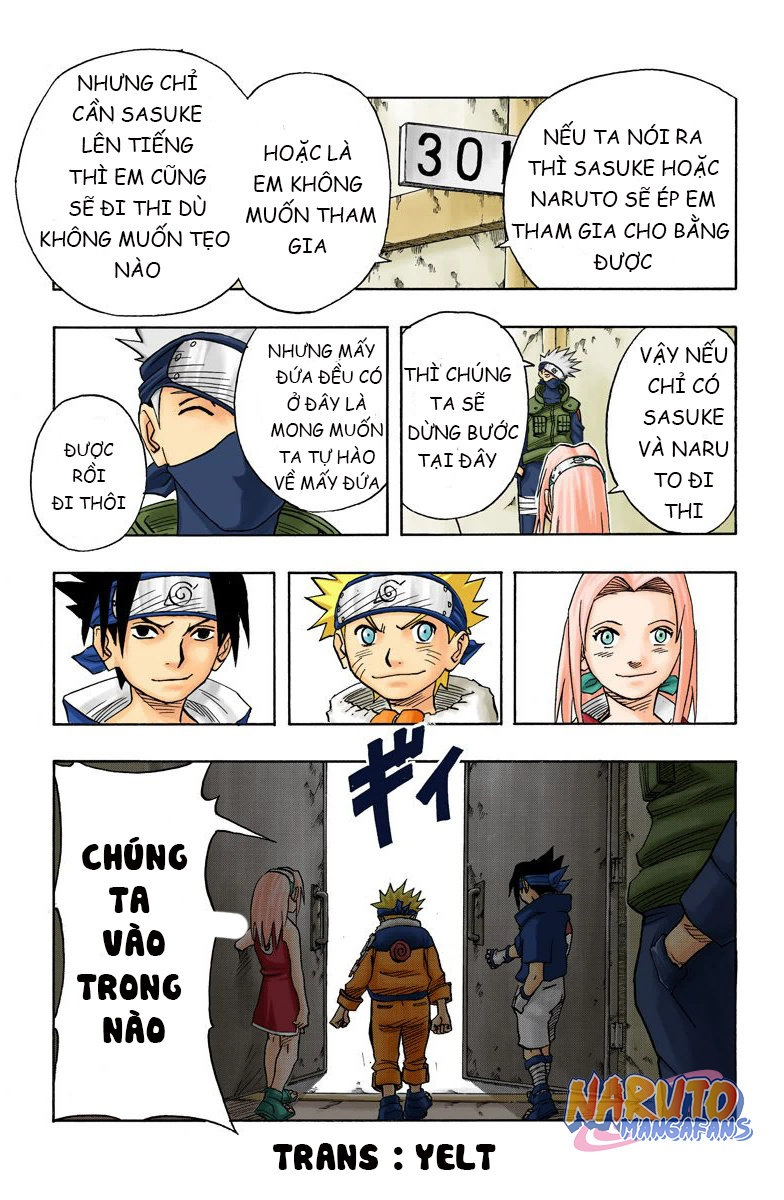 NẾU TA NÓI RA
THÌ SASUKE HOẶC
NARUTO SẼ ÉP EM
THAM GIA CHO BẰNG
ĐƯỢC
301
HOẶC LÀ
EM KHÔNG
MUỐN THAM
GIA
NHƯNG CHỈ
CẦN SASUKE
LÊN TIẾNG
THÌ EM CŨNG
SẼ ĐI THI DÙ
KHÔNG MUỐN TẸO
NÀO
VẬY NẾU
CHỈ CÓ
SASUKE
VÀ NARU
TO ĐI
THI
THÌ CHÚNG
TA SẼ
DỪNG BƯỚC
TẠI ĐÂY
NHƯNG MẤY
ĐỨA ĐỀU CÓ
Ở ĐÂY LÀ
MONG MUỐN
TA TỰ HÀO
VỀ MẤY ĐỨA
ĐƯỢC
RỒI
ĐI THÔI
ギィ
CHÚNG
TA
VÀO
TRONG
NÀO
NARUTO
MANGAFANS
TRANS : YELT